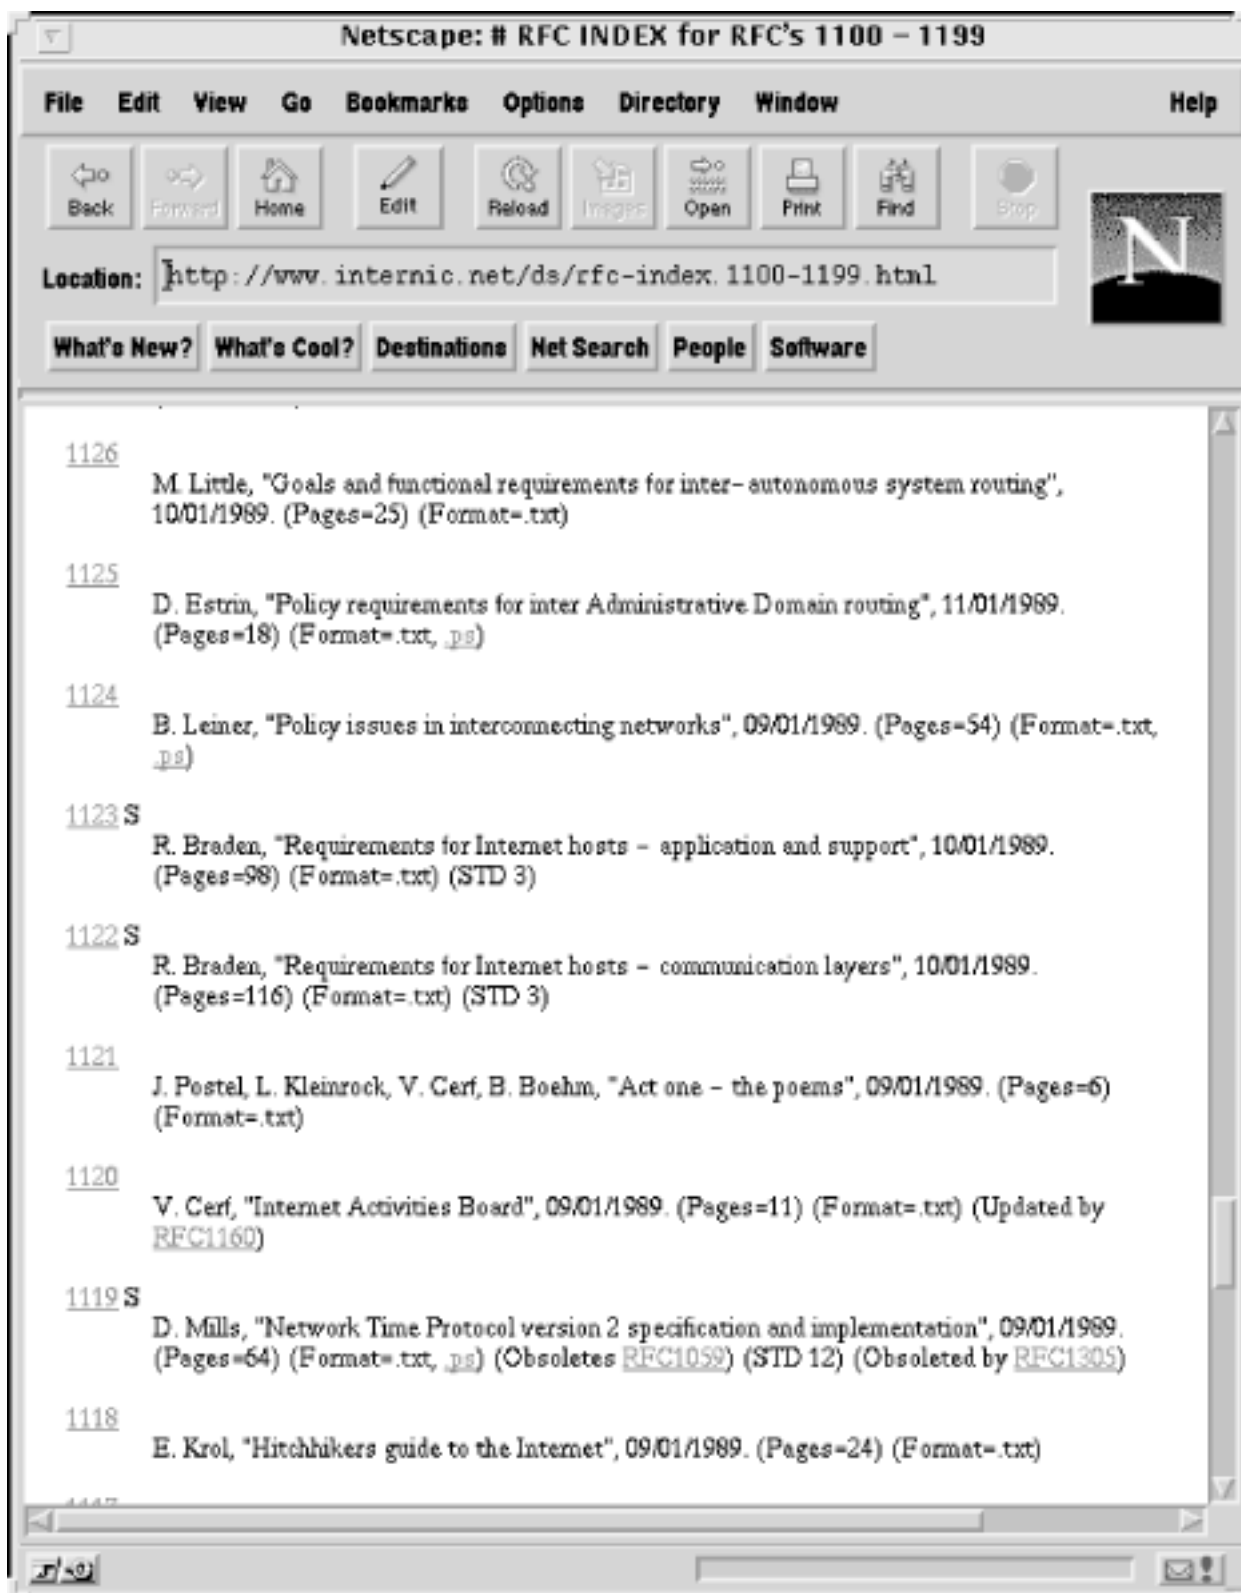 Netscape: # RFC INDEX for RFC's 1100 – 1199
File Edit View Go Bookmarks Options Directory Window Help
Back Forward Home Edit Reload Images Open Print Find Stop
N
Location: http://www.internic.net/ds/rfc-index.1100-1199.html
What's New? What's Cool? Destinations Net Search People Software
1126
M. Little, "Goals and functional requirements for inter-autonomous system routing",
10/01/1989. (Pages=25) (Format=.txt)
1125
D. Estrin, "Policy requirements for inter Administrative Domain routing", 11/01/1989.
(Pages=18) (Format=.txt, .ps)
1124
B. Leiner, "Policy issues in interconnecting networks", 09/01/1989. (Pages=54) (Format=.txt,
.ps)
1123 S
R. Braden, "Requirements for Internet hosts – application and support", 10/01/1989.
(Pages=98) (Format=.txt) (STD 3)
1122 S
R. Braden, "Requirements for Internet hosts – communication layers", 10/01/1989.
(Pages=116) (Format=.txt) (STD 3)
1121
J. Postel, L. Kleinrock, V. Cerf, B. Boehm, "Act one – the poems", 09/01/1989. (Pages=6)
(Format=.txt)
1120
V. Cerf, "Internet Activities Board", 09/01/1989. (Pages=11) (Format=.txt) (Updated by
RFC1160)
1119 S
D. Mills, "Network Time Protocol version 2 specification and implementation", 09/01/1989.
(Pages=64) (Format=.txt, .ps) (Obsoletes RFC1059) (STD 12) (Obsoleted by RFC1305)
1118
E. Krol, "Hitchhikers guide to the Internet", 09/01/1989. (Pages=24) (Format=.txt)